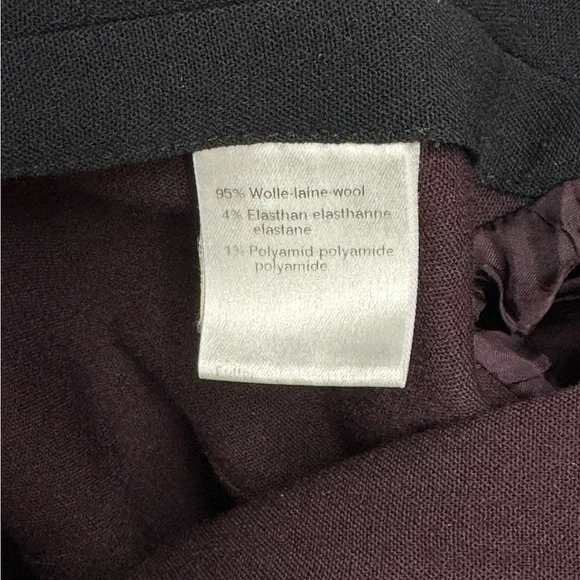 95% Wolle-laine-wool
4% Elasthan-elasthanne
elastane
1% Polyamid-polyamide
polyamide